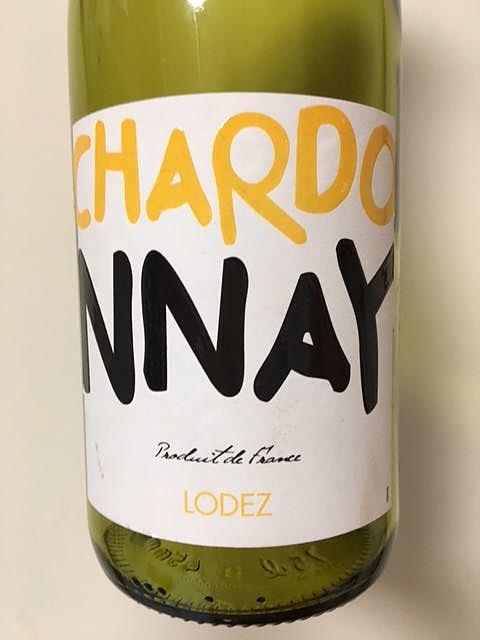 CHARDO
NNAY
Produit de France
LODEZ